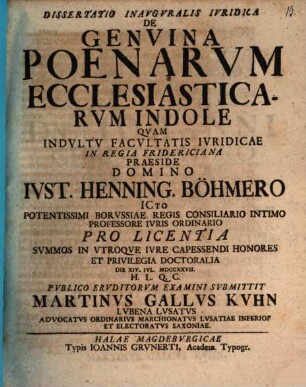 DISSERTATIO INAVGVRALIS IVRIDICA
DE
GENVINA
POENARVM
ECCLESIASTICA-
RVM INDOLE
QVAM
INDVLTV FACVLTATIS IVRIDICAE
IN REGIA FRIDERICIANA
PRAESIDE
DOMINO
IVST. HENNING. BÖHMERO
ICTO
POTENTISSIMI BORVSSIAE REGIS CONSILIARIO INTIMO
PROFESSORE IVRIS ORDINARIO
PRO LICENTIA
SVMMOS IN VTROQVE IVRE CAPESSENDI HONORES
ET PRIVILEGIA DOCTORALIA
DIE XIV. IVL. MDCCXXVII.
H. L. Q. C.
PVBLICO ERVDITORVM EXAMINI SVBMITTIT
MARTINVS GALLVS KVHN
LVBENA LVSATVS
ADVOCATVS ORDINARIVS MARCHIONATVS LVSATIAE INFERIOR
ET ELECTORATVS SAXONIAE.
HALAE MAGDEBVRGICAE
Typis IOANNIS GRVNERTI, Academ. Typogr.